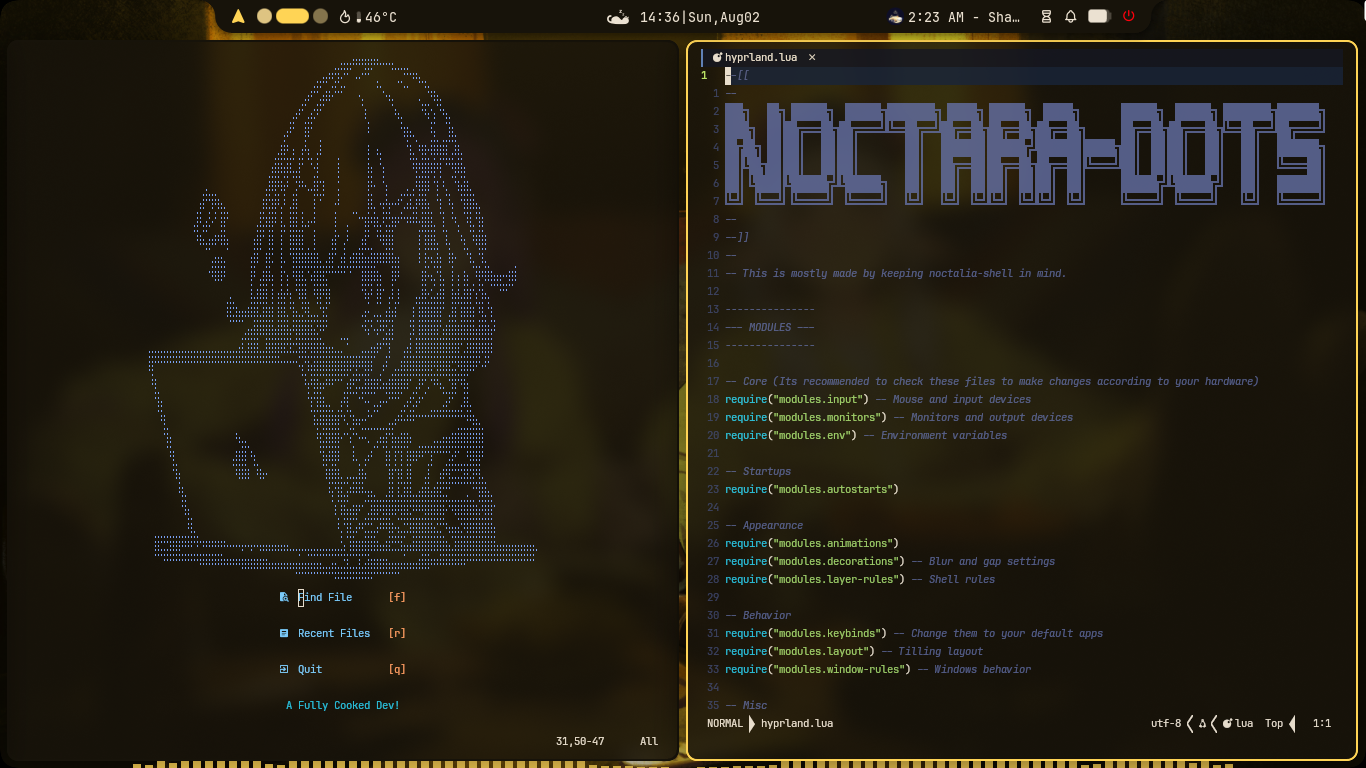 46°C
14:36|Sun,Aug02
2:23 AM - Sha…
Find File [f]
Recent Files [r]
Quit [q]
A Fully Cooked Dev!
31,50-47 All
hyprland.lua ×
1 --[[
1 --
2
3
4
5
6
7
NOCTARA-DOTS
8 --
9 --]]
10 --
11 -- This is mostly made by keeping noctalia-shell in mind.
12
13 ---------------
14 --- MODULES ---
15 ---------------
16
17 -- Core (Its recommended to check these files to make changes according to your hardware)
18 require("modules.input") -- Mouse and input devices
19 require("modules.monitors") -- Monitors and output devices
20 require("modules.env") -- Environment variables
21
22 -- Startups
23 require("modules.autostarts")
24
25 -- Appearance
26 require("modules.animations")
27 require("modules.decorations") -- Blur and gap settings
28 require("modules.layer-rules") -- Shell rules
29
30 -- Behavior
31 require("modules.keybinds") -- Change them to your default apps
32 require("modules.layout") -- Tilling layout
33 require("modules.window-rules") -- Windows behavior
34
35 -- Misc
NORMAL hyprland.lua utf-8 lua Top 1:1